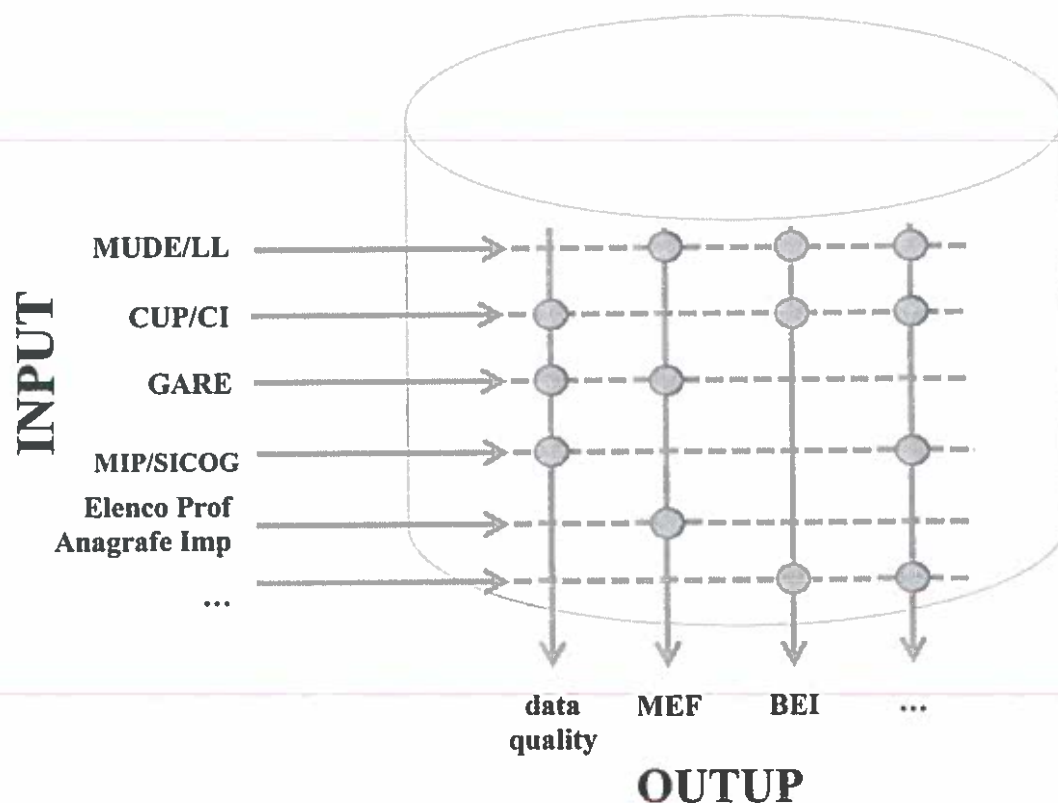 INPUT
MUDE/LL
CUP/CI
GARE
MIP/SICOG
Elenco Prof
Anagrafe Imp
...
data
quality
MEF
BEI
...
OUTUP